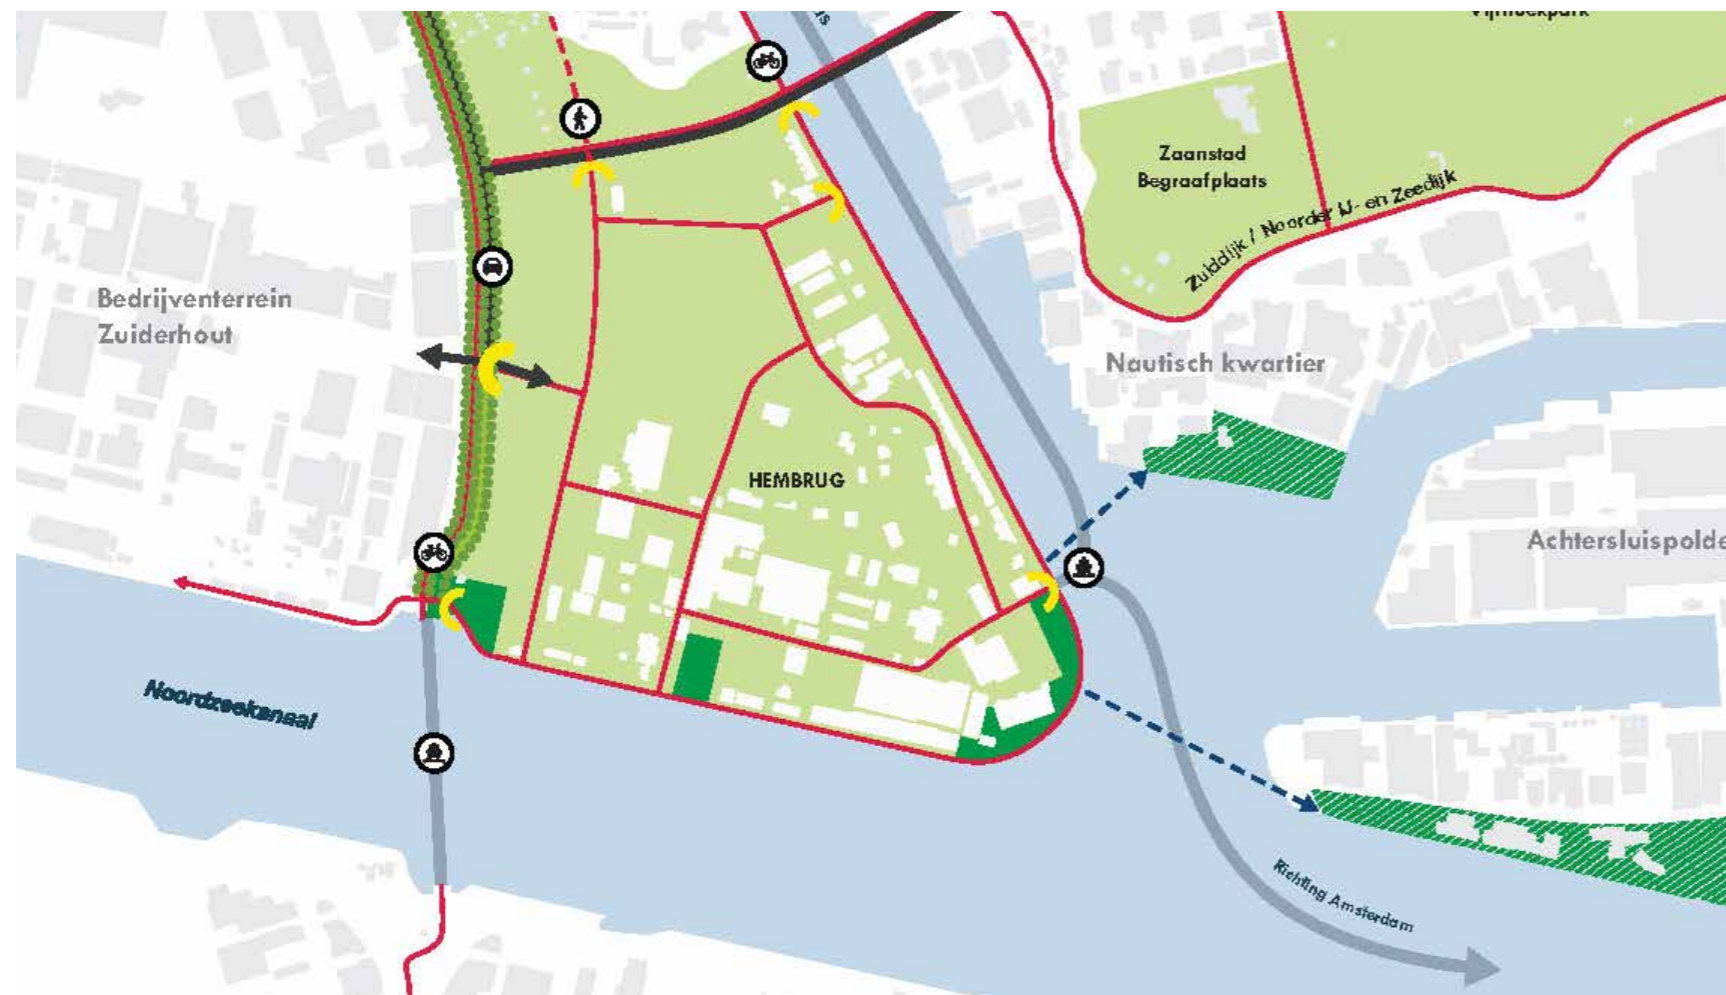 Zaanstad
Begraafplaats
Zuiddijk / Noorder IJ- en Zeedijk
Bedrijventerrein
Zuiderhout
Nautisch kwartier
HEMBRUG
Achtersluispolde
Noordzeekanaal
Richting Amsterdam